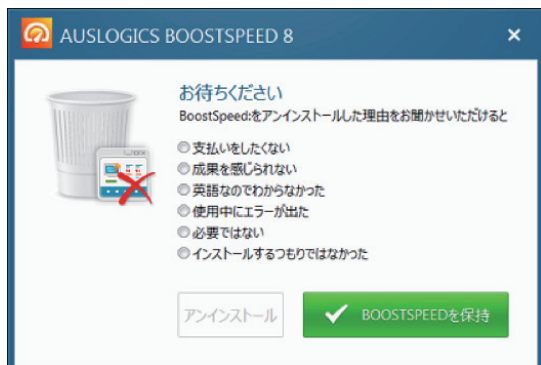 AUSLOGICS BOOSTSPEED 8
お待ちください
BoostSpeed:をアンインストールした理由をお聞かせいただけると
支払いをしたくない
成果を感じられない
英語なのでわからなかった
使用中にエラーが出た
必要ではない
インストールするつもりではなかった
アンインストール
BOOSTSPEEDを保持